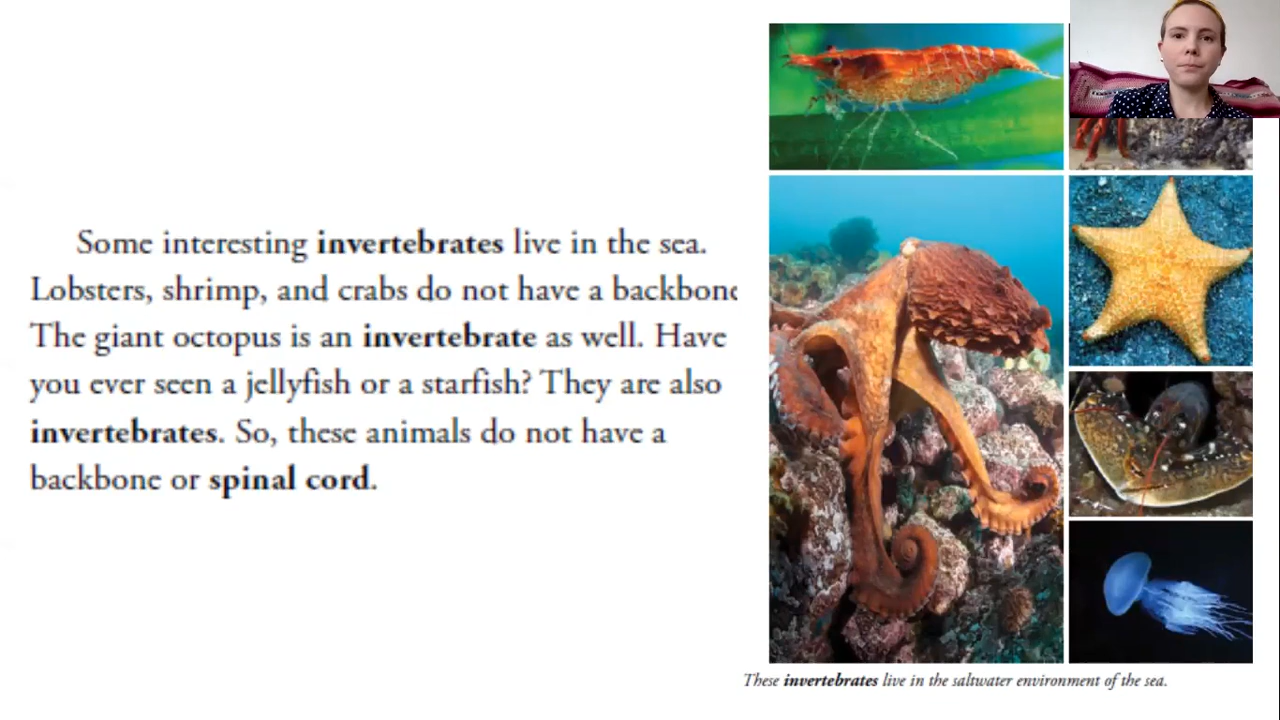 Some interesting invertebrates live in the sea.
Lobsters, shrimp, and crabs do not have a backbone
The giant octopus is an invertebrate as well. Have
you ever seen a jellyfish or a starfish? They are also
invertebrates. So, these animals do not have a
backbone or spinal cord.
These invertebrates live in the saltwater environment of the sea.